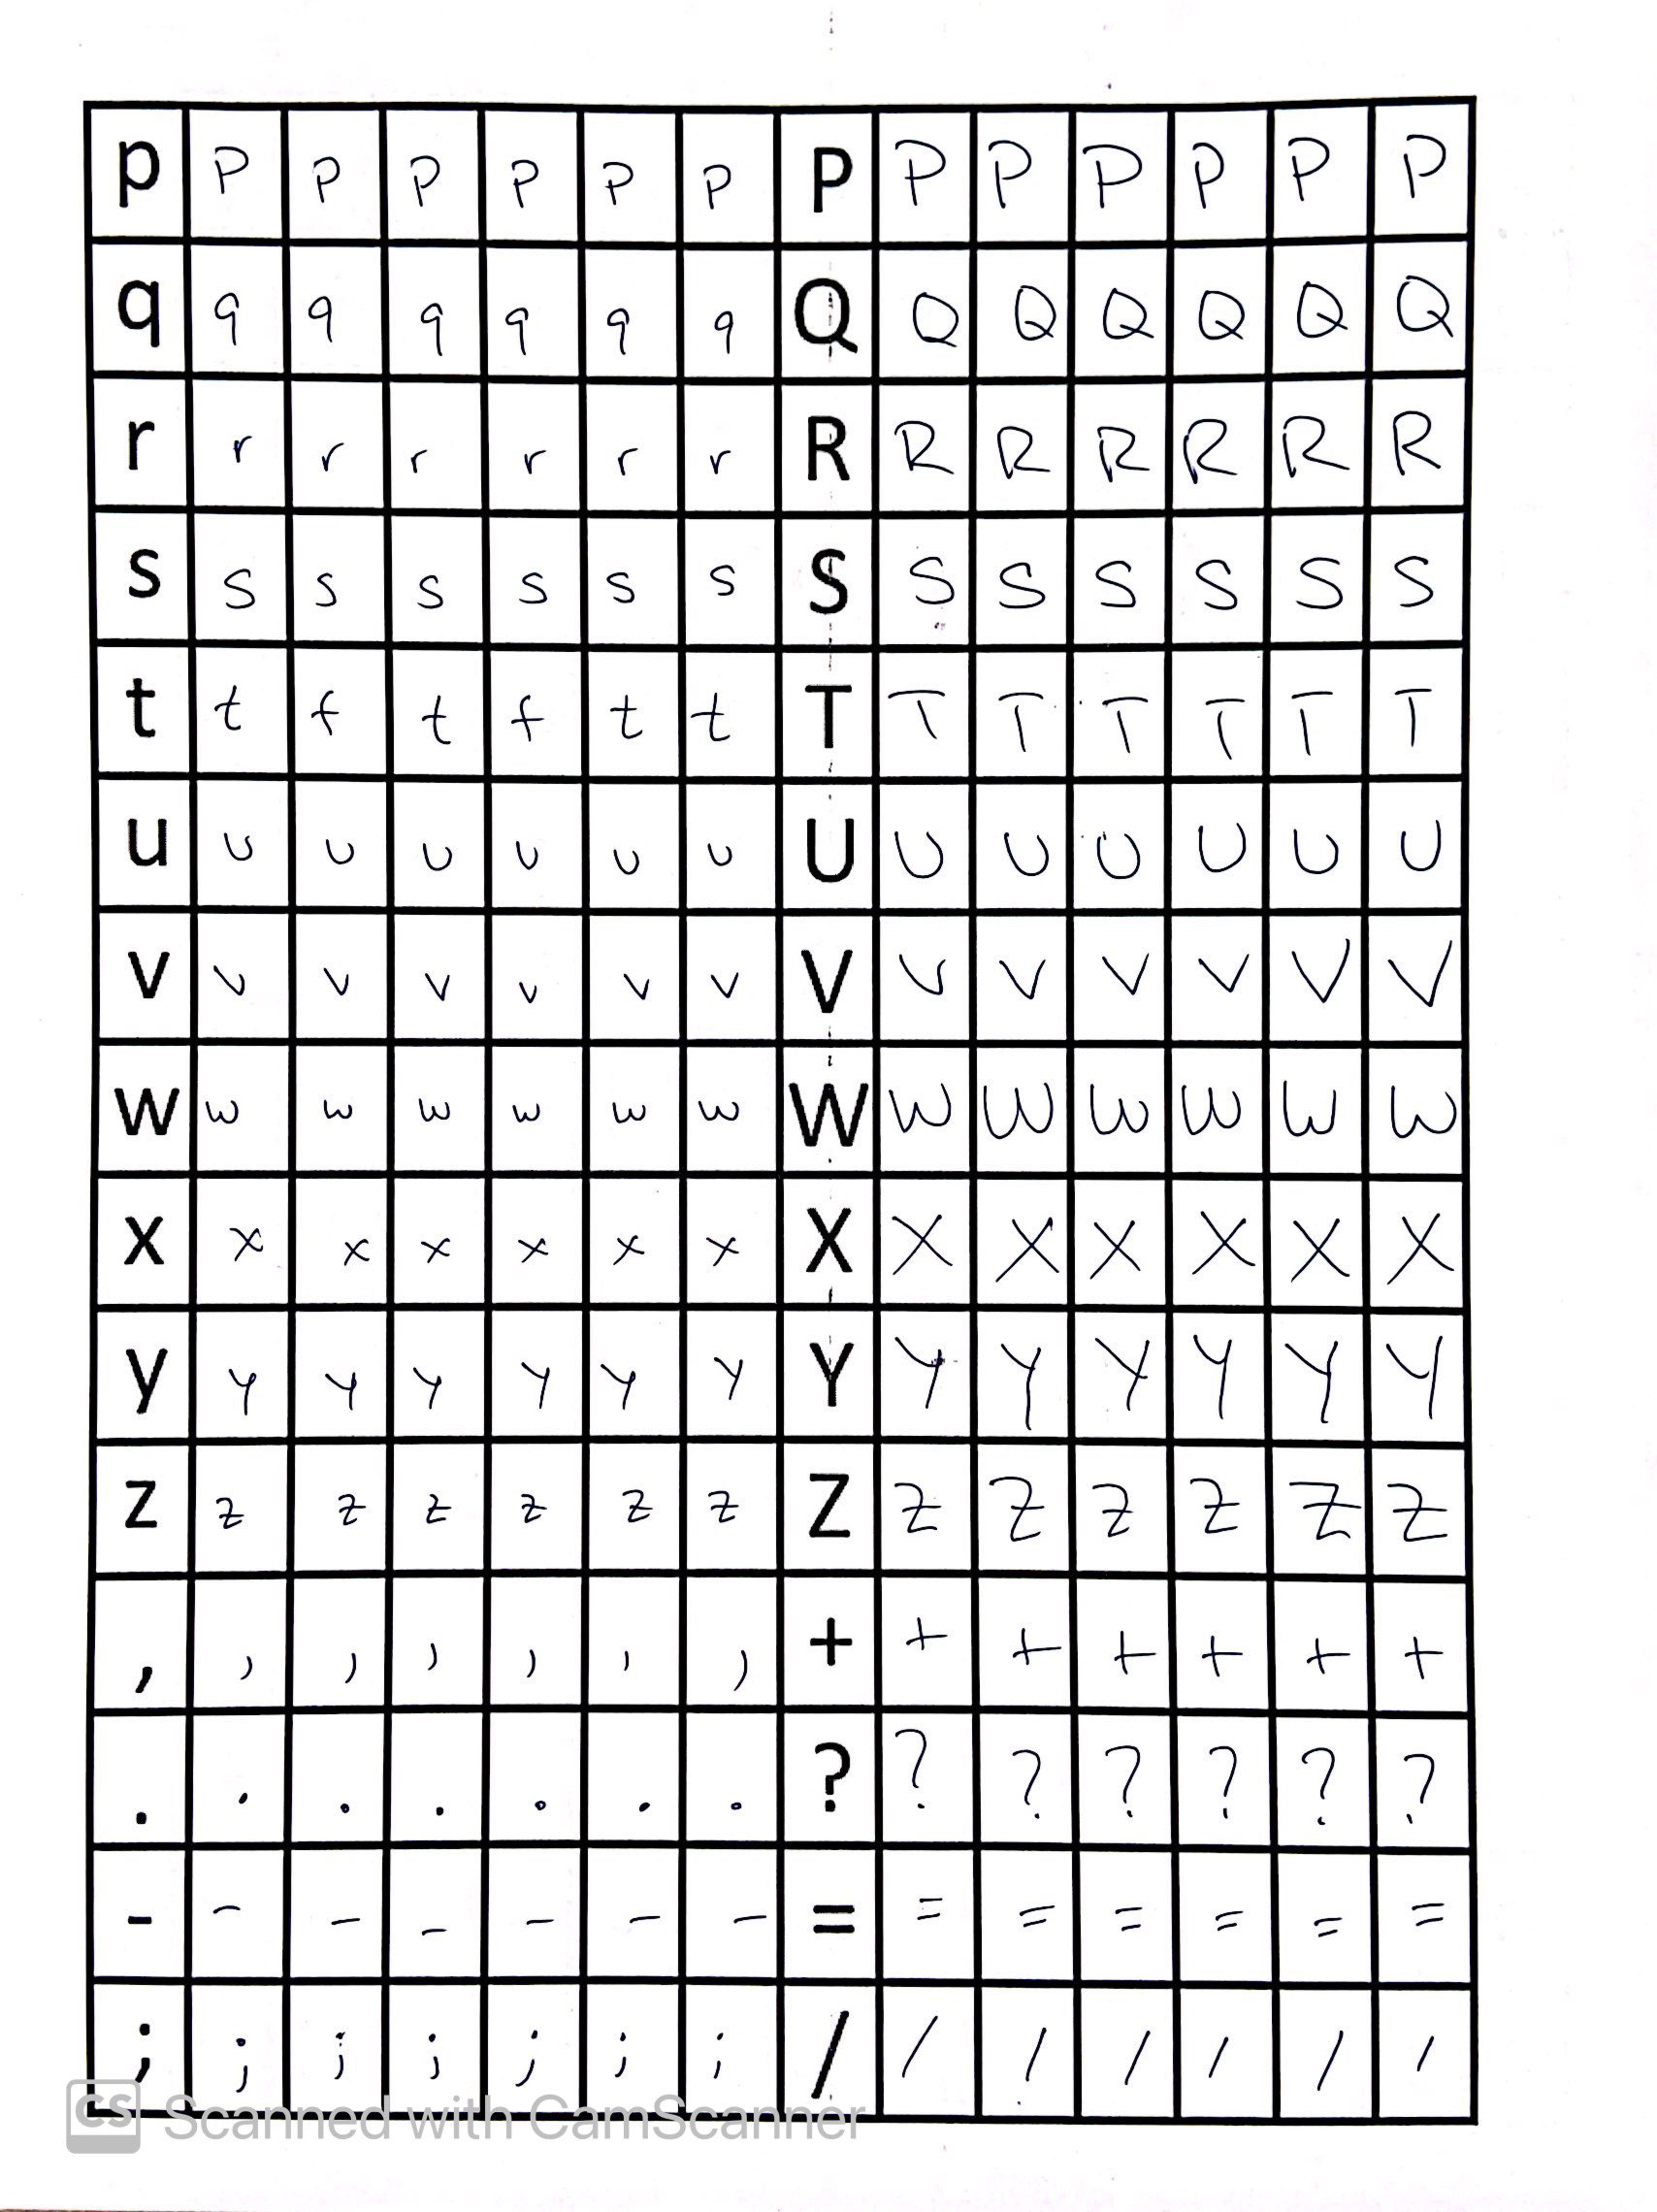 p p p p p p p P P P P P P P
q q q q q q q Q Q Q Q Q Q Q
r r r r r r r R R R R R R R
s s s s s s s S S S S S S S
t t t t t t t T T T T T T T
u u u u u u u U U U U U U U
v v v v v v v V V V V V V V
w w w w w w w W W W W W W W
x x x x x x x X X X X X X X
y y y y y y y Y Y Y Y Y Y Y
z z z z z z z Z Z Z Z Z Z Z
, , , , , , , + + + + + + +
. . . . . . . ? ? ? ? ? ? ?
- - - - - - - = = = = = = =
; ; ; ; ; ; ; / / / / / / /
CS Scanned with CamScanner